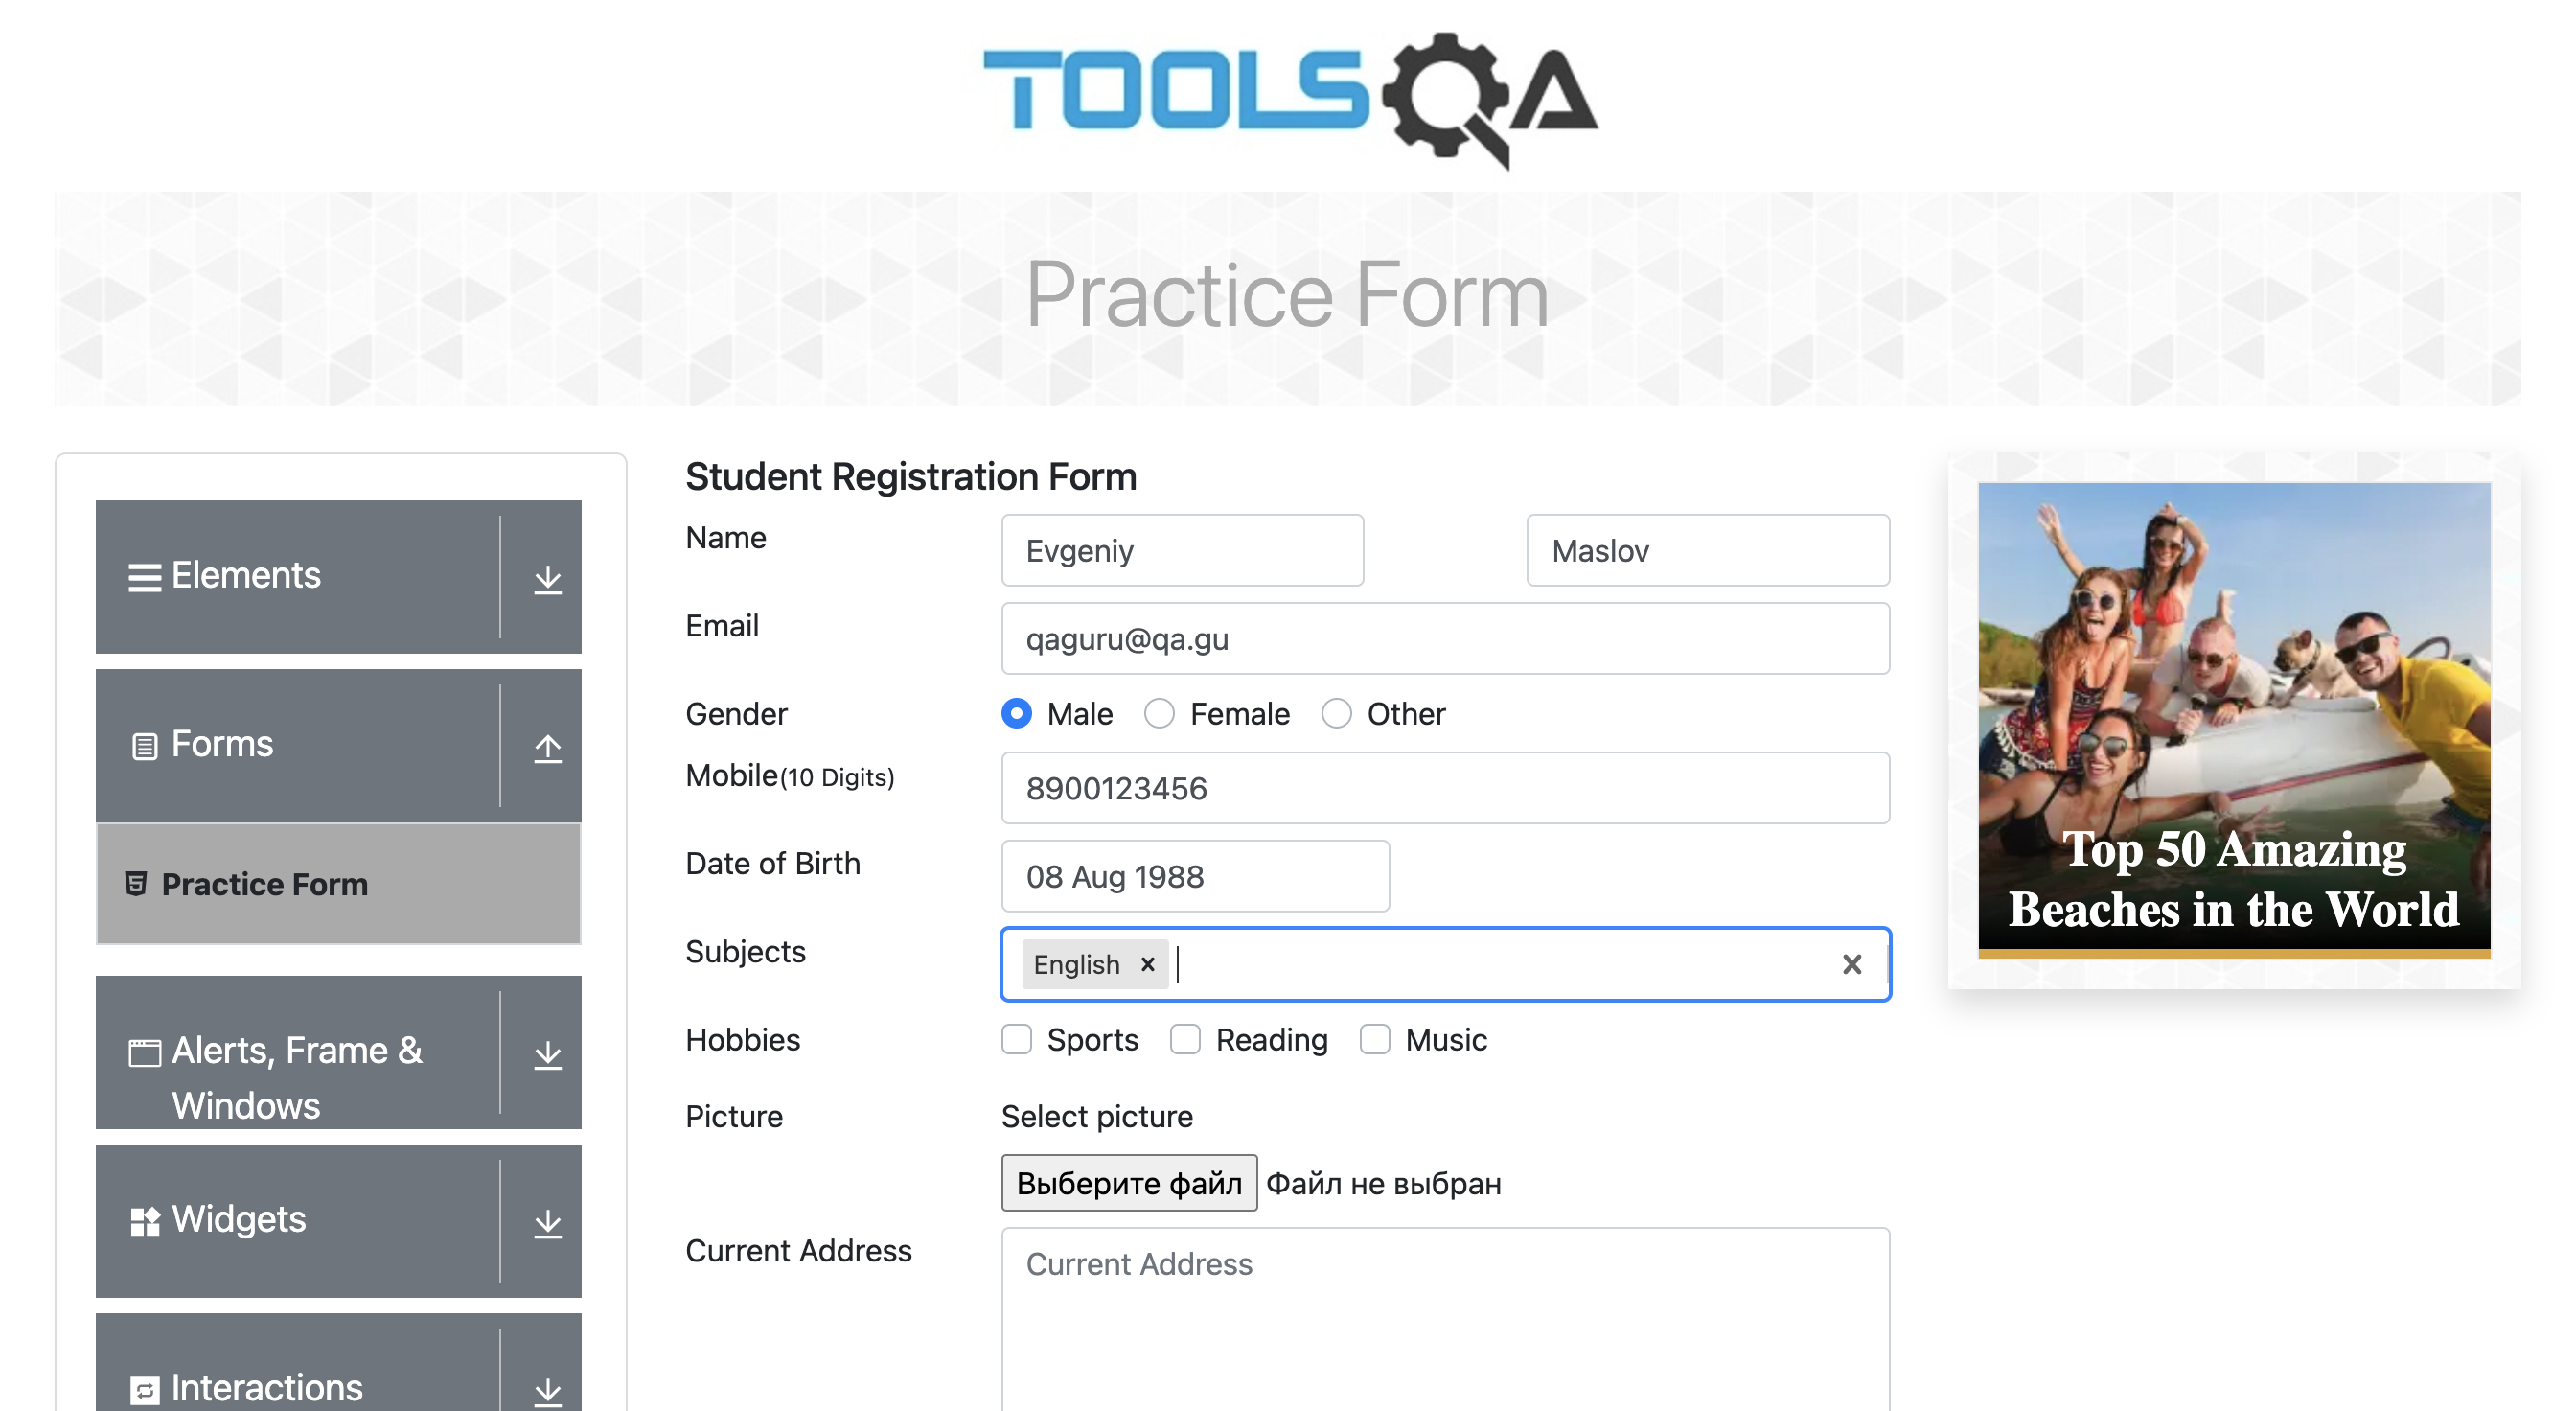 TOOLSQA
Practice Form
Elements
Forms
Practice Form
Alerts, Frame &
Windows
Widgets
Interactions
Student Registration Form
Name
Evgeniy
Maslov
Email
qaguru@qa.gu
Gender
Male
Female
Other
Mobile(10 Digits)
8900123456
Date of Birth
08 Aug 1988
Subjects
English
Hobbies
Sports
Reading
Music
Picture
Select picture
Выберите файл Файл не выбран
Current Address
Current Address
Top 50 Amazing
Beaches in the World